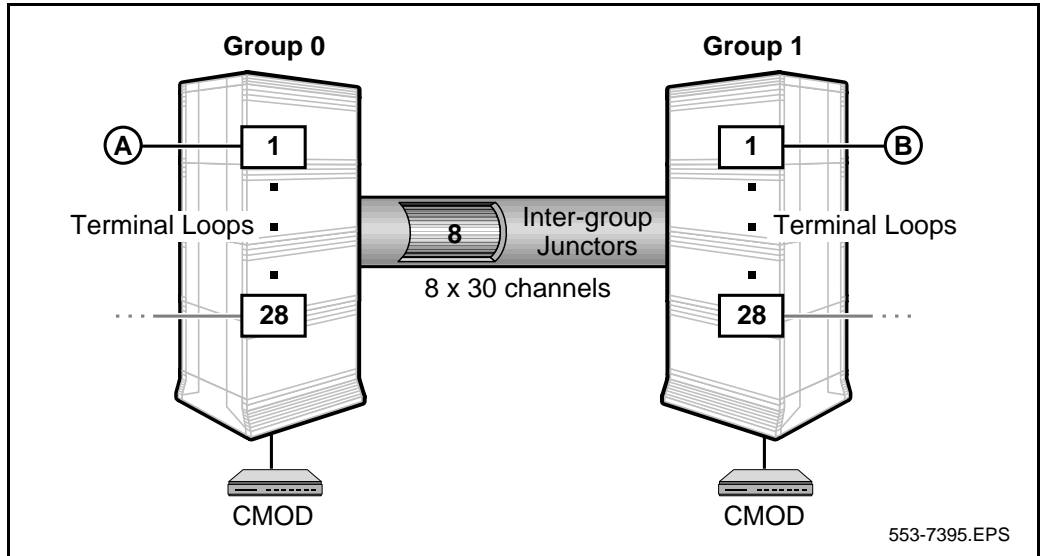 Group 0
Group 1
A
1
1
B
Terminal Loops
8
Inter-group
Junctors
Terminal Loops
8 x 30 channels
28
28
CMOD
CMOD
553-7395.EPS